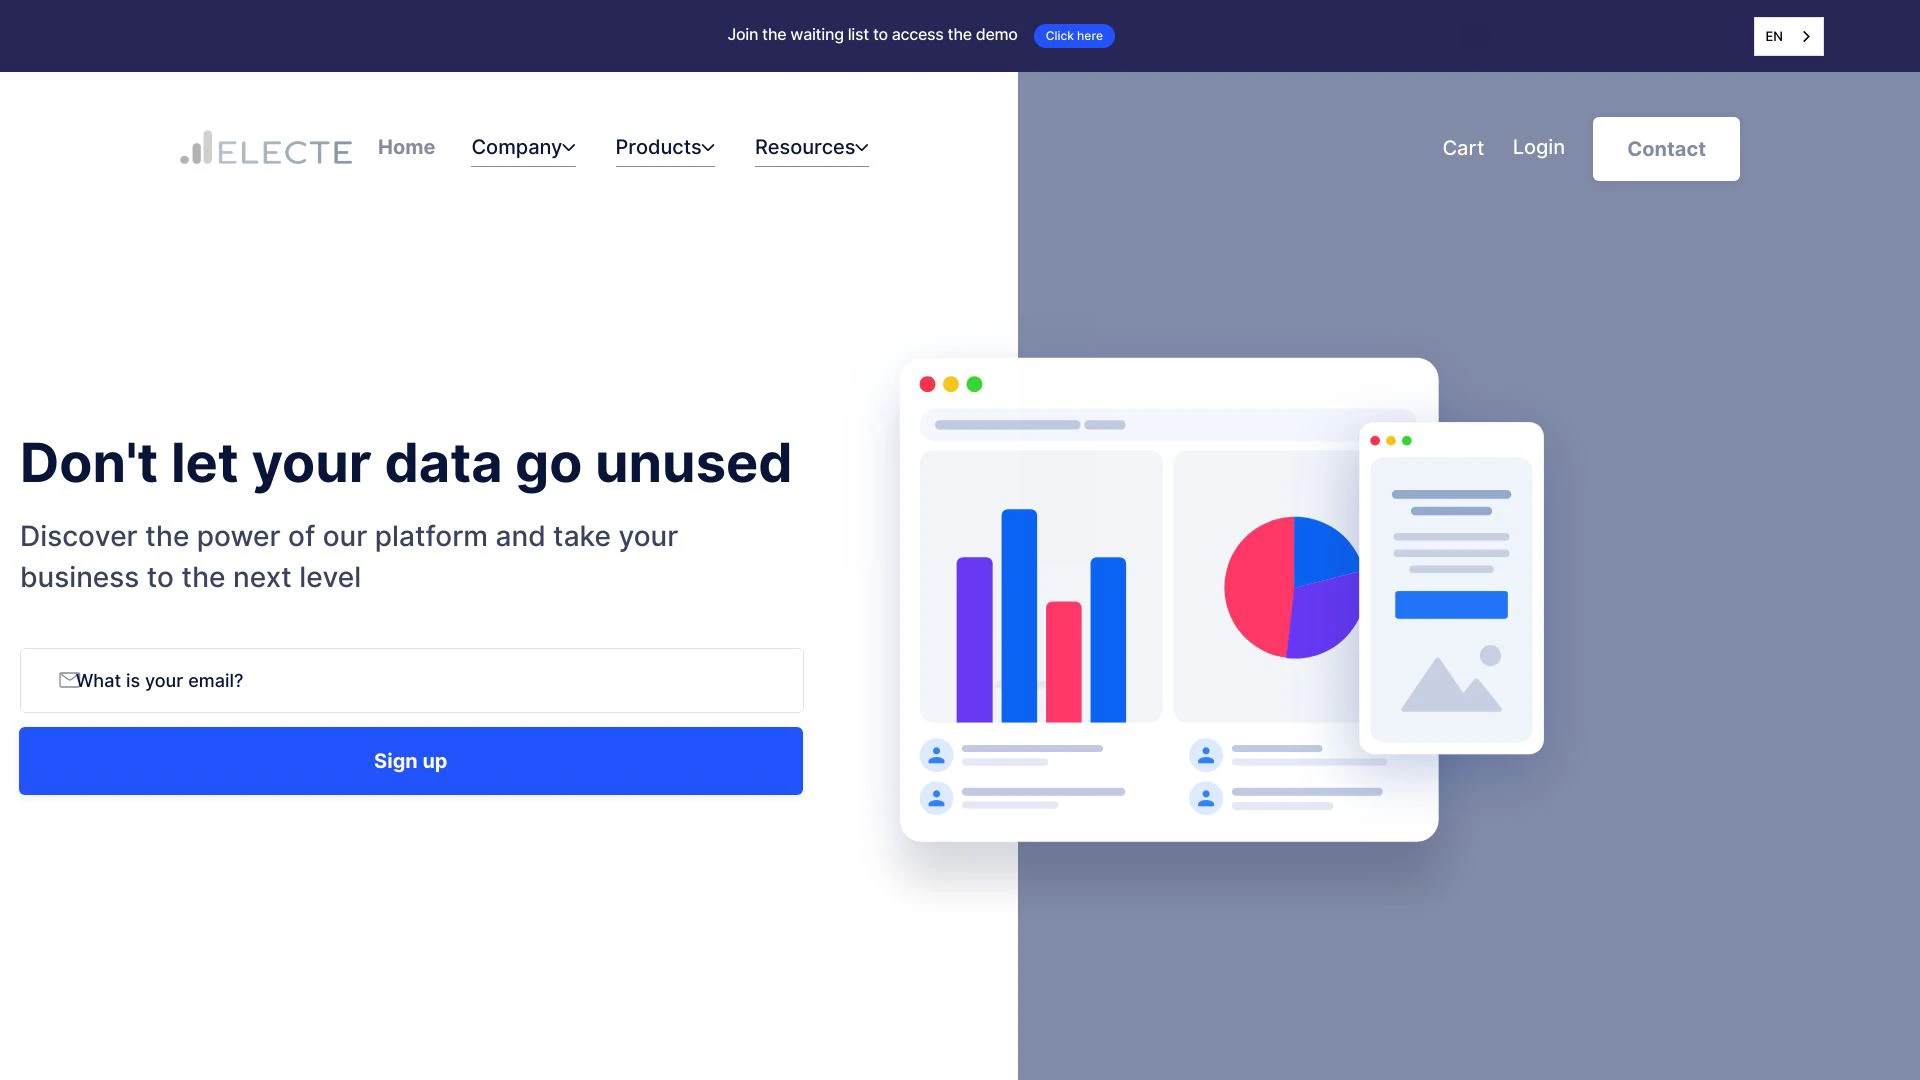 Join the waiting list to access the demo
Click here
EN
ELECTE
Home
Company
Products
Resources
Cart
Login
Contact
Don't let your data go unused
Discover the power of our platform and take your
business to the next level
What is your email?
Sign up